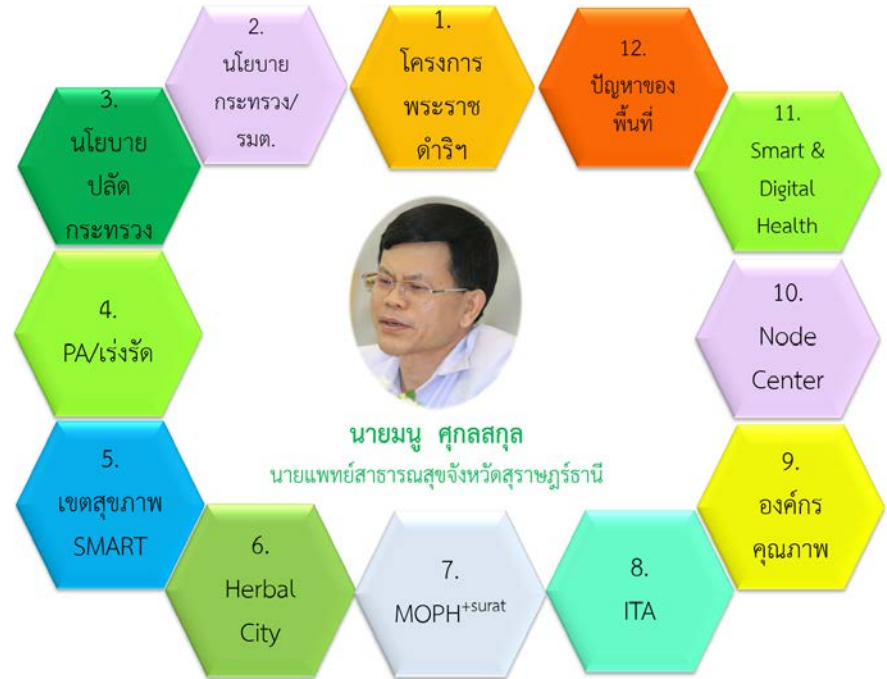 1.
โครงการ
พระราช
ดำริฯ
2.
นโยบาย
กระทรวง/
รมต.
3.
นโยบาย
ปลัด
กระทรวง
4.
PA/เร่งรัด
5.
เขตสุขภาพ
SMART
6.
Herbal
City
7.
MOPH+surat
8.
ITA
9.
องค์กร
คุณภาพ
10.
Node
Center
11.
Smart &
Digital
Health
12.
ปัญหาของ
พื้นที่
นายมนู ศุกลสกุล
นายแพทย์สาธารณสุขจังหวัดสุราษฎร์ธานี